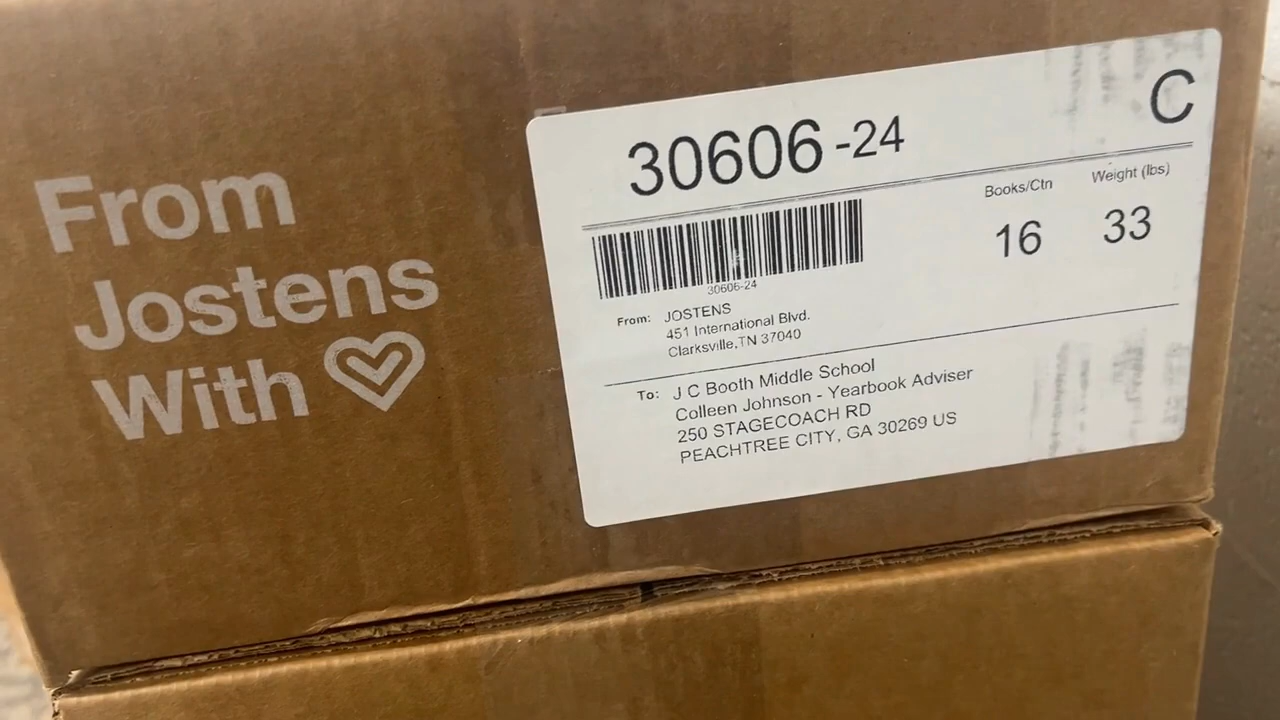 From
Jostens
With
30606-24
C
Books/Ctn
Weight (lbs)
16
33
30606-24
From: JOSTENS
451 International Blvd.
Clarksville,TN 37040
To: J C Booth Middle School
Colleen Johnson - Yearbook Adviser
250 STAGECOACH RD
PEACHTREE CITY, GA 30269 US